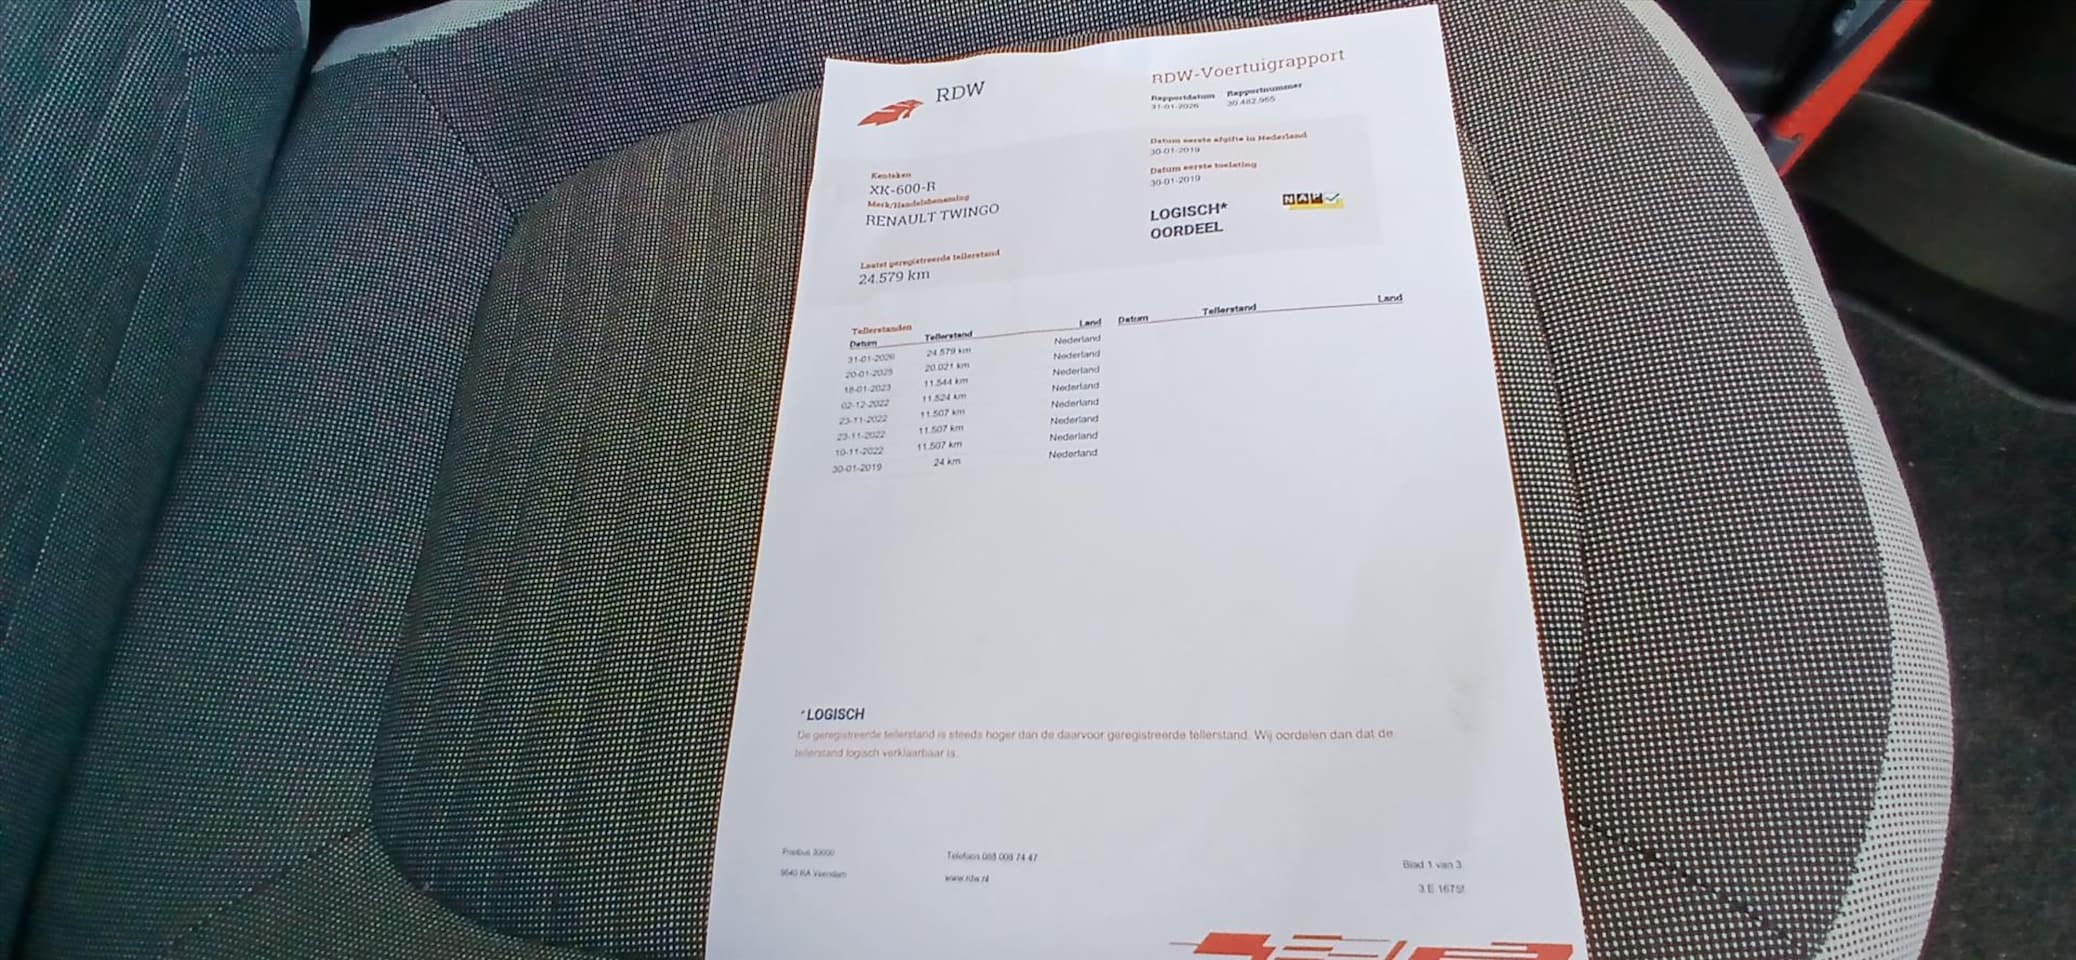 RDW
RDW-Voertuigrapport
Rapportdatum Rapportnummer
31-01-2026 30.482.965
Datum eerste afgifte in Nederland
30-01-2019
Datum eerste toelating
30-01-2019
Kenteken
XK-600-R
Merk/Handelsbenaming
RENAULT TWINGO
LOGISCH*
OORDEEL
NAP
Laatst geregistreerde tellerstand
24.579 km
Tellerstanden
Datum Tellerstand Land Datum Tellerstand Land
31-01-2026 24.579 km Nederland
20-01-2025 20.021 km Nederland
18-01-2023 11.544 km Nederland
02-12-2022 11.524 km Nederland
23-11-2022 11.507 km Nederland
23-11-2022 11.507 km Nederland
10-11-2022 11.507 km Nederland
30-01-2019 24 km Nederland
*LOGISCH
De geregistreerde tellerstand is steeds hoger dan de daarvoor geregistreerde tellerstand. Wij oordelen dan dat de
tellerstand logisch verklaarbaar is.
Postbus 30000
9640 RA Veendam
Telefoon 088 008 74 47
www.rdw.nl
Blad 1 van 3
3 E 1675f